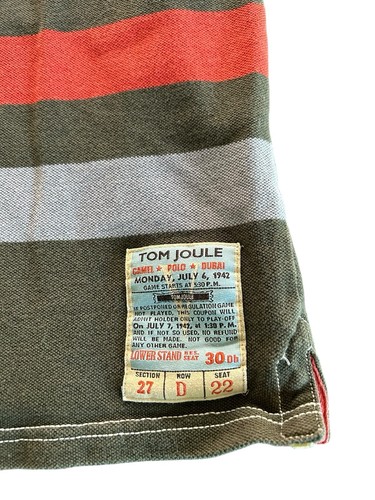 TOM JOULE
CAMEL ★ POLO ★ DUBAI
MONDAY, JULY 6, 1942
GAME STARTS AT 5:30 P.M.
TOM JOULE
IF POSTPONED OR REGULATION GAME
NOT PLAYED, THIS COUPON WILL
ADMIT HOLDER ONLY TO PLAY-OFF
On JULY 7, 1942, at 1:30 P. M.
AND IF NOT SO USED. NO REFUND
WILL BE MADE. NOT GOOD FOR
ANY OTHER GAME.
LOWER STAND SEAT 30 Dh
SECTION ROW SEAT
27 D 22